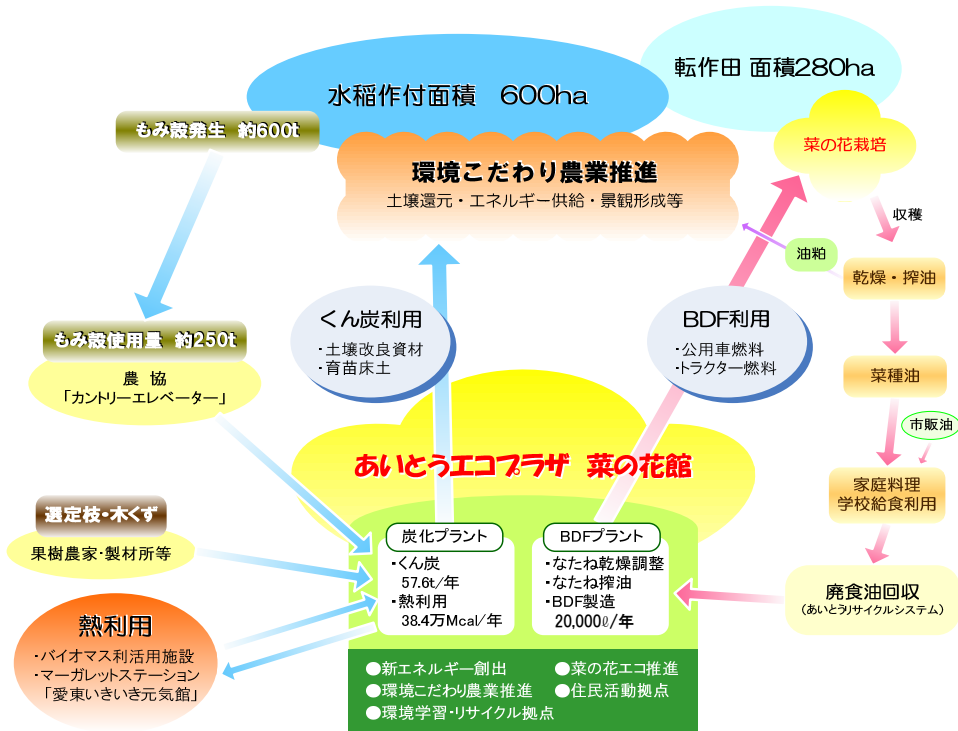 転作田 面積280ha
水稲作付面積　600ha
もみ殻発生　約600t
菜の花栽培
環境こだわり農業推進
土壌還元・エネルギー供給・景観形成等
収穫
油粕
乾燥・搾油
くん炭利用
・土壌改良資材
・育苗床土
BDF利用
・公用車燃料
・トラクター燃料
もみ殻使用量　約250t
農　協
「カントリーエレベーター」
菜種油
市販油
あいとうエコプラザ　菜の花館
家庭料理
学校給食利用
選定枝・木くず
果樹農家・製材所等
炭化プラント
・くん炭
57.6t/年
・熱利用
38.4万Mcal/年
BDFプラント
・なたね乾燥調整
・なたね搾油
・BDF製造
20,000ℓ/年
廃食油回収
(あいとうリサイクルシステム)
熱利用
・バイオマス利活用施設
・マーガレットステーション
「愛東いきいき元気館」
●新エネルギー創出
●環境こだわり農業推進
●環境学習・リサイクル拠点
●菜の花エコ推進
●住民活動拠点